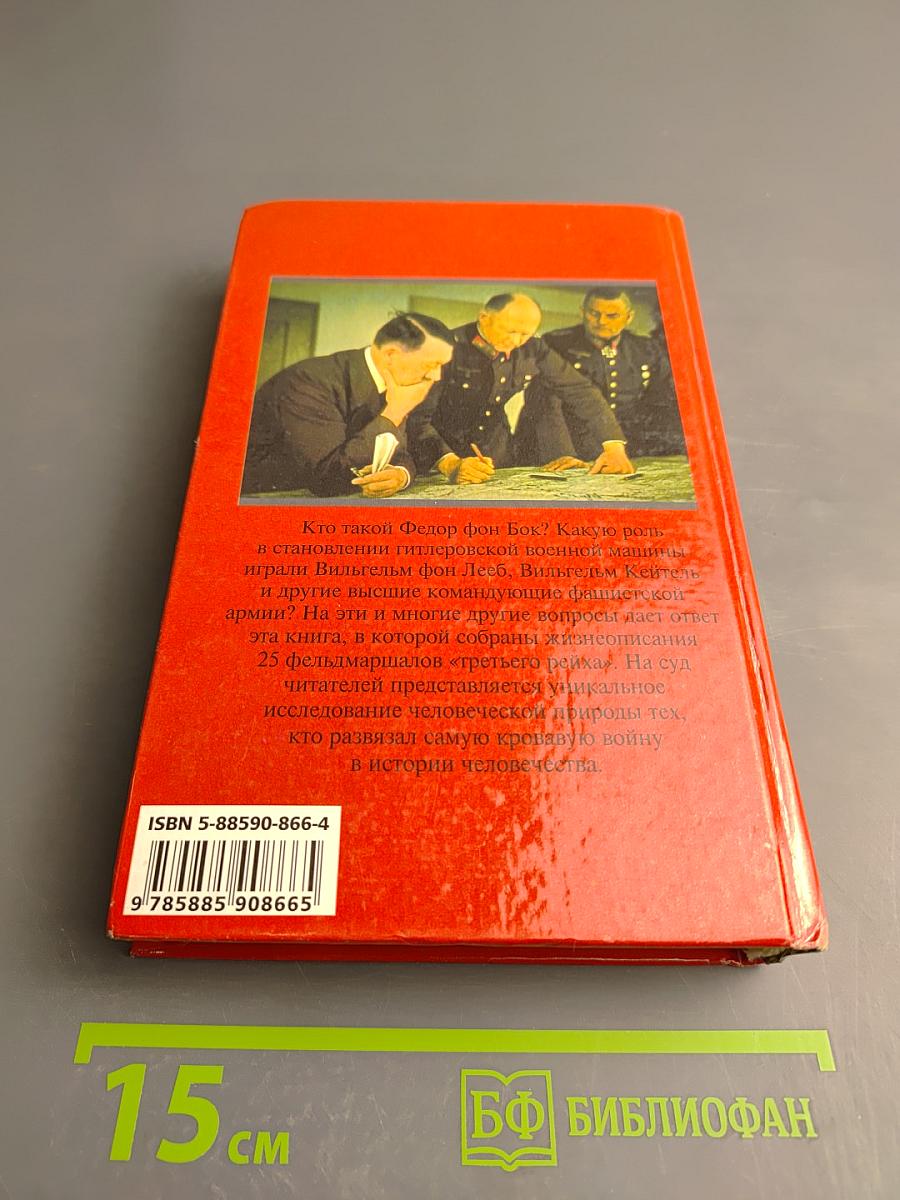 Кто такой Федор фон Бок? Какую роль
в становлении гитлеровской военной машины
играли Вильгельм фон Лееб, Вильгельм Кейтель
и другие высшие командующие фашистской
армии? На эти и многие другие вопросы дает ответ
эта книга, в которой собраны жизнеописания
25 фельдмаршалов «третьего рейха». На суд
читателей представляется уникальное
исследование человеческой природы тех,
кто развязал самую кровавую войну
в истории человечества.
ISBN 5-88590-866-4
9 785885 908665
15 см
БФ БИБЛИОФАН